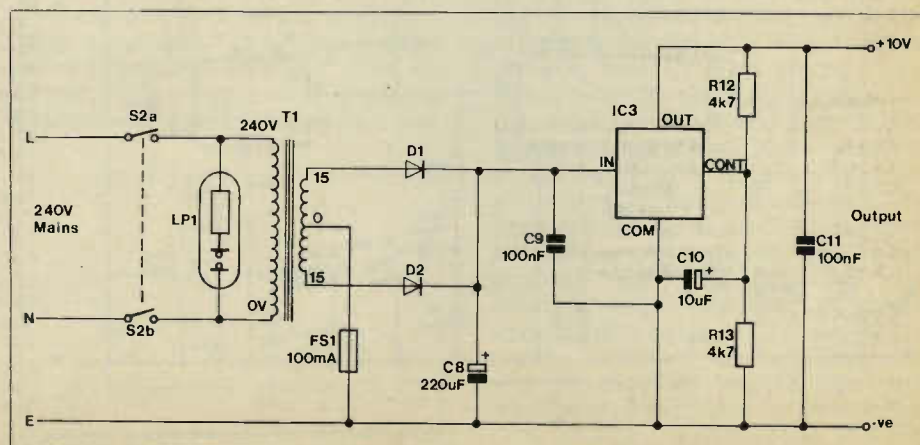 L
240V
Mains
N
E
S2a
S2b
LP1
240V
T1
0V
15
0
15
FS1
100mA
D1
D2
C8
+
220uF
C9
100nF
IC3
IN
OUT
CONT
COM
C10
+
10uF
R12
4k7
R13
4k7
C11
100nF
+10V
Output
-ve